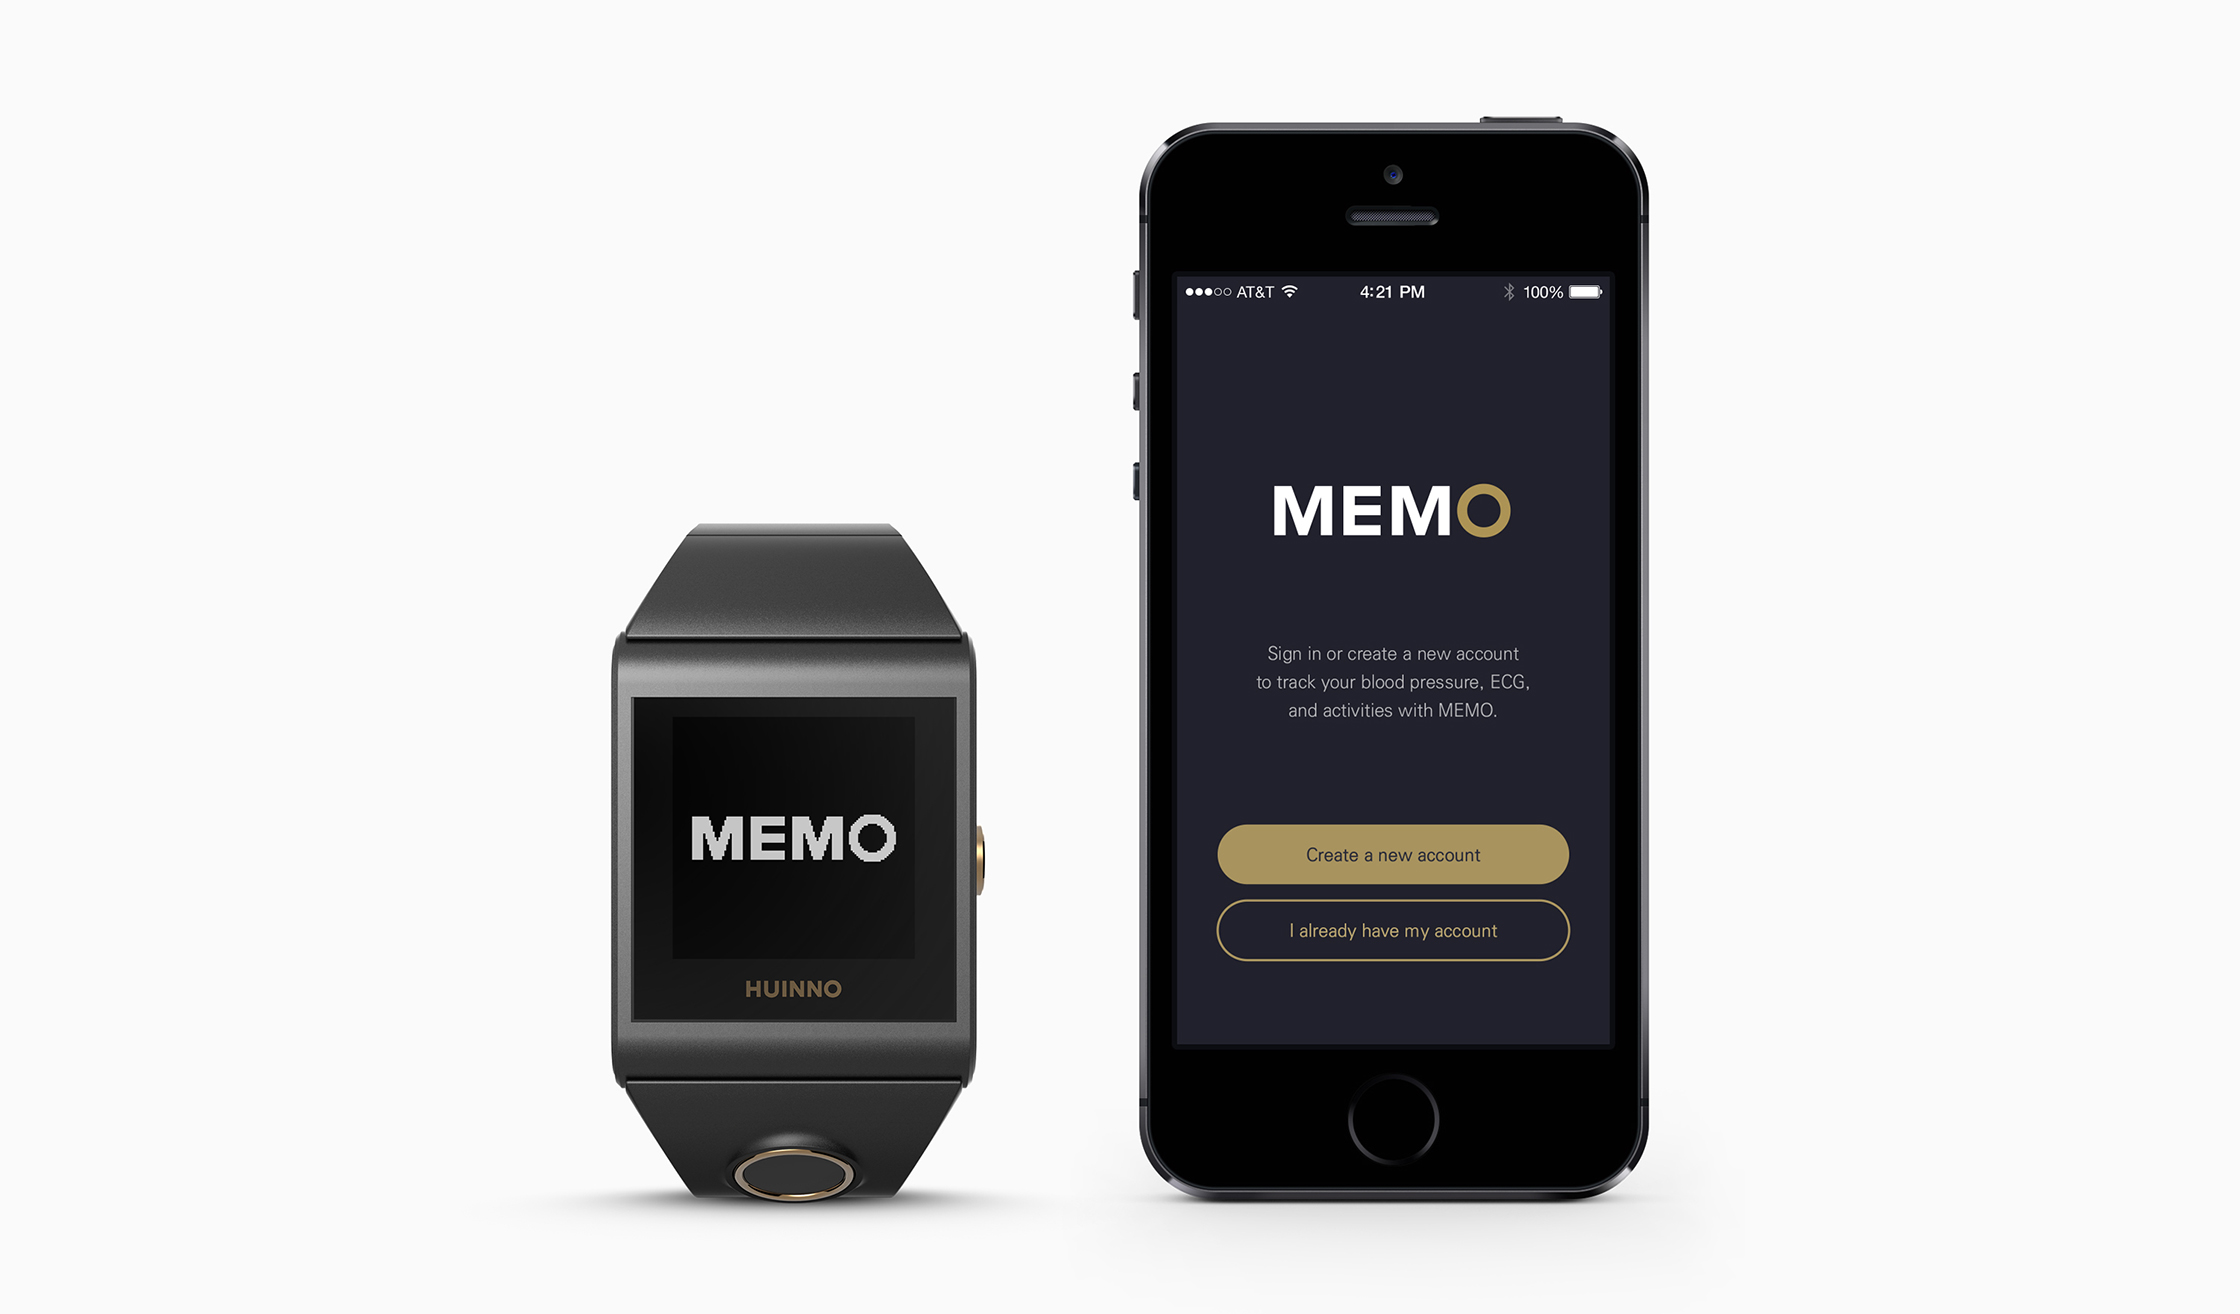 MEMO
HUINNO
AT&T 4:21 PM 100%
MEMO
Sign in or create a new account
to track your blood pressure, ECG,
and activities with MEMO.
Create a new account
I already have my account